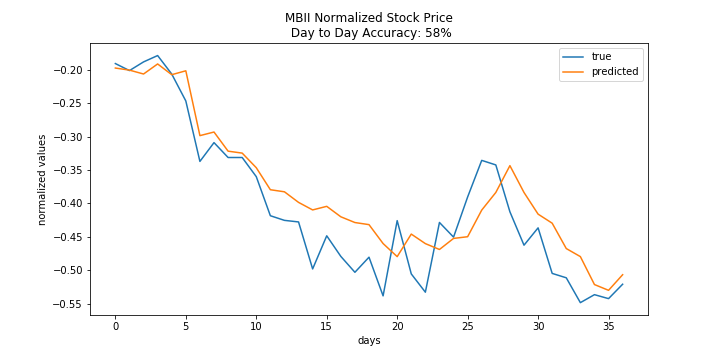 MBII Normalized Stock Price
Day to Day Accuracy: 58%
true
predicted
normalized values
−0.20
−0.25
−0.30
−0.35
−0.40
−0.45
−0.50
−0.55
0 5 10 15 20 25 30 35
days